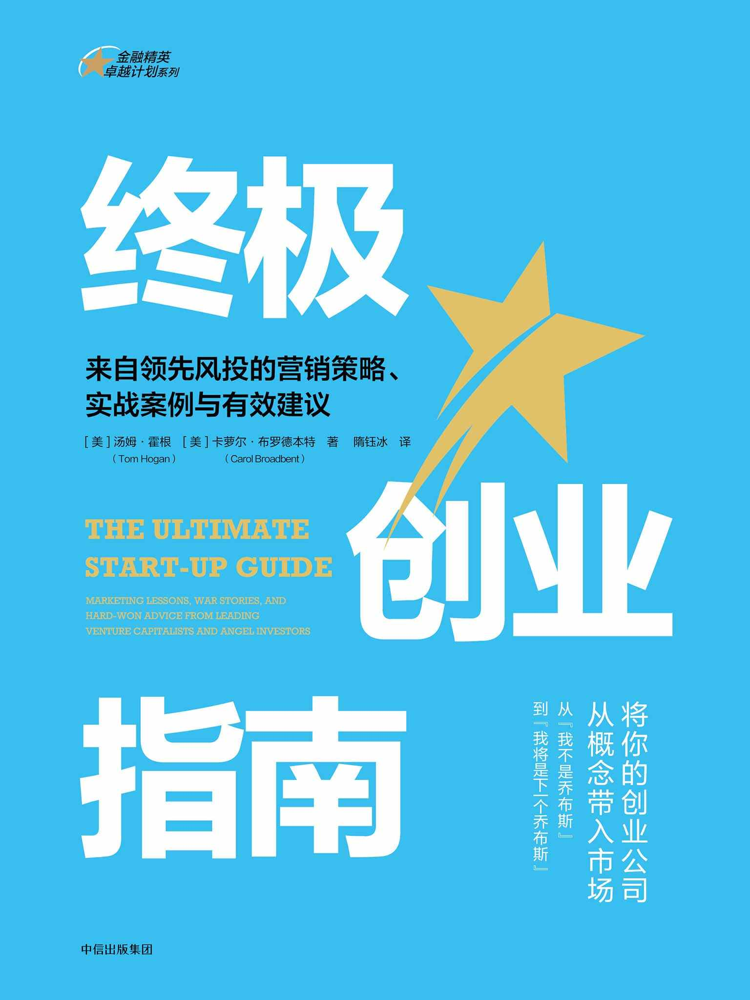 金融精英
卓越计划系列
终极
来自领先风投的营销策略、
实战案例与有效建议
[美]汤姆·霍根 [美]卡萝尔·布罗德本特 著 隋钰冰 译
（Tom Hogan） （Carol Broadbent）
THE ULTIMATE
START-UP GUIDE
MARKETING LESSONS, WAR STORIES, AND
HARD-WON ADVICE FROM LEADING
VENTURE CAPITALISTS AND ANGEL INVESTORS
创业
指南
将你的创业公司
从概念带入市场
从『我不是乔布斯』
到『我将是下一个乔布斯』
中信出版集团